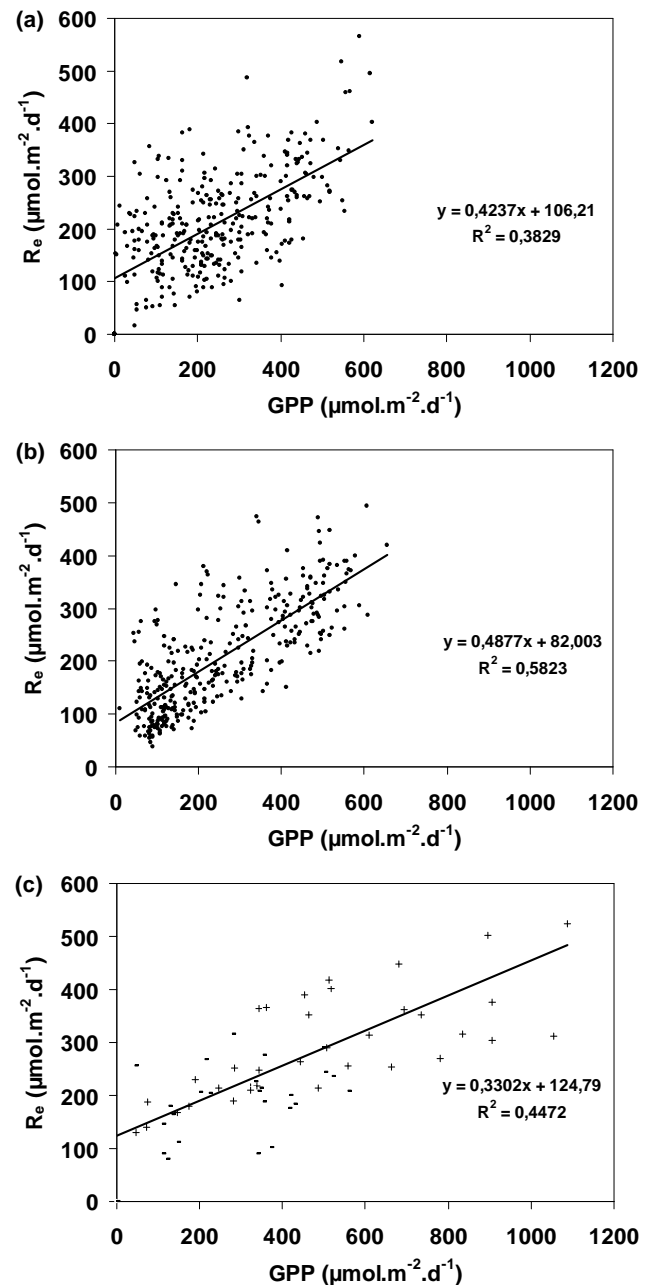 (a)
600
500
400
300
200
100
0
Re (µmol.m-2.d-1)
y = 0,4237x + 106,21
R2 = 0,3829
0 200 400 600 800 1000 1200
GPP (µmol.m-2.d-1)
(b)
600
500
400
300
200
100
0
Re (µmol.m-2.d-1)
y = 0,4877x + 82,003
R2 = 0,5823
0 200 400 600 800 1000 1200
GPP (µmol.m-2.d-1)
(c)
600
500
400
300
200
100
0
Re (µmol.m-2.d-1)
y = 0,3302x + 124,79
R2 = 0,4472
0 200 400 600 800 1000 1200
GPP (µmol.m-2.d-1)